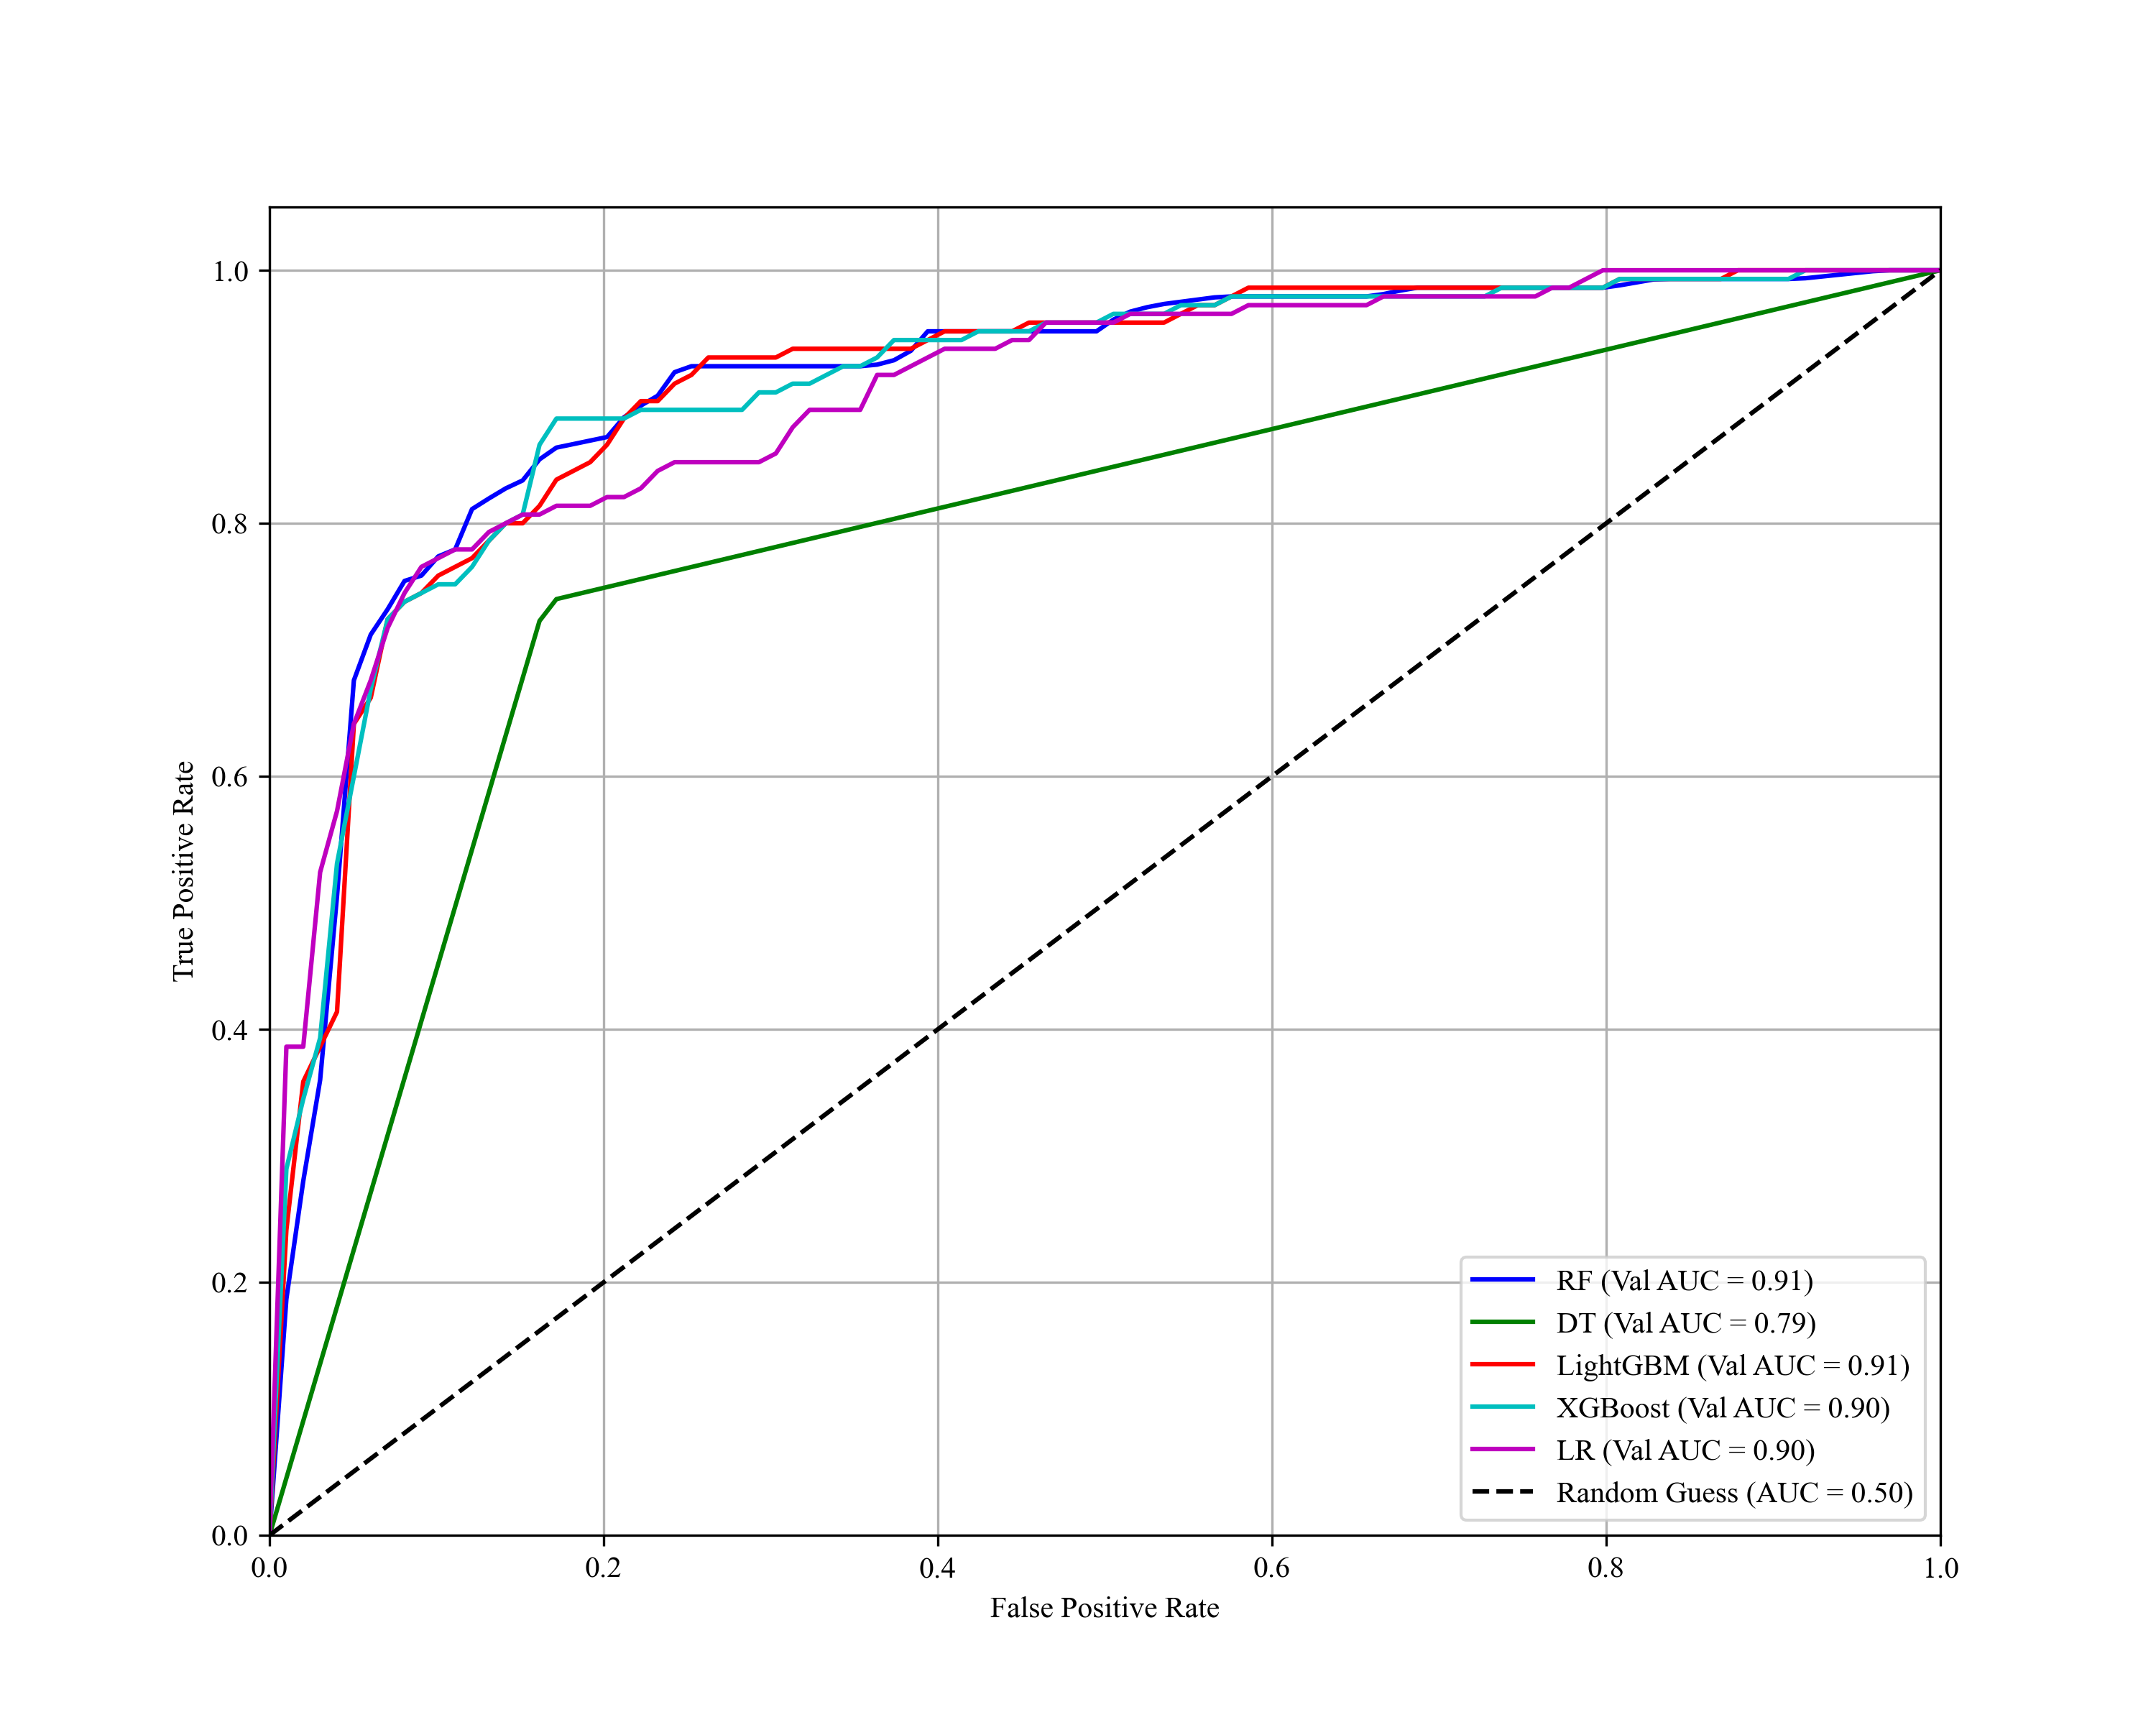 1.0
0.8
0.6
0.4
0.2
0.0
True Positive Rate
0.0 0.2 0.4 0.6 0.8 1.0
False Positive Rate
RF (Val AUC = 0.91)
DT (Val AUC = 0.79)
LightGBM (Val AUC = 0.91)
XGBoost (Val AUC = 0.90)
LR (Val AUC = 0.90)
Random Guess (AUC = 0.50)